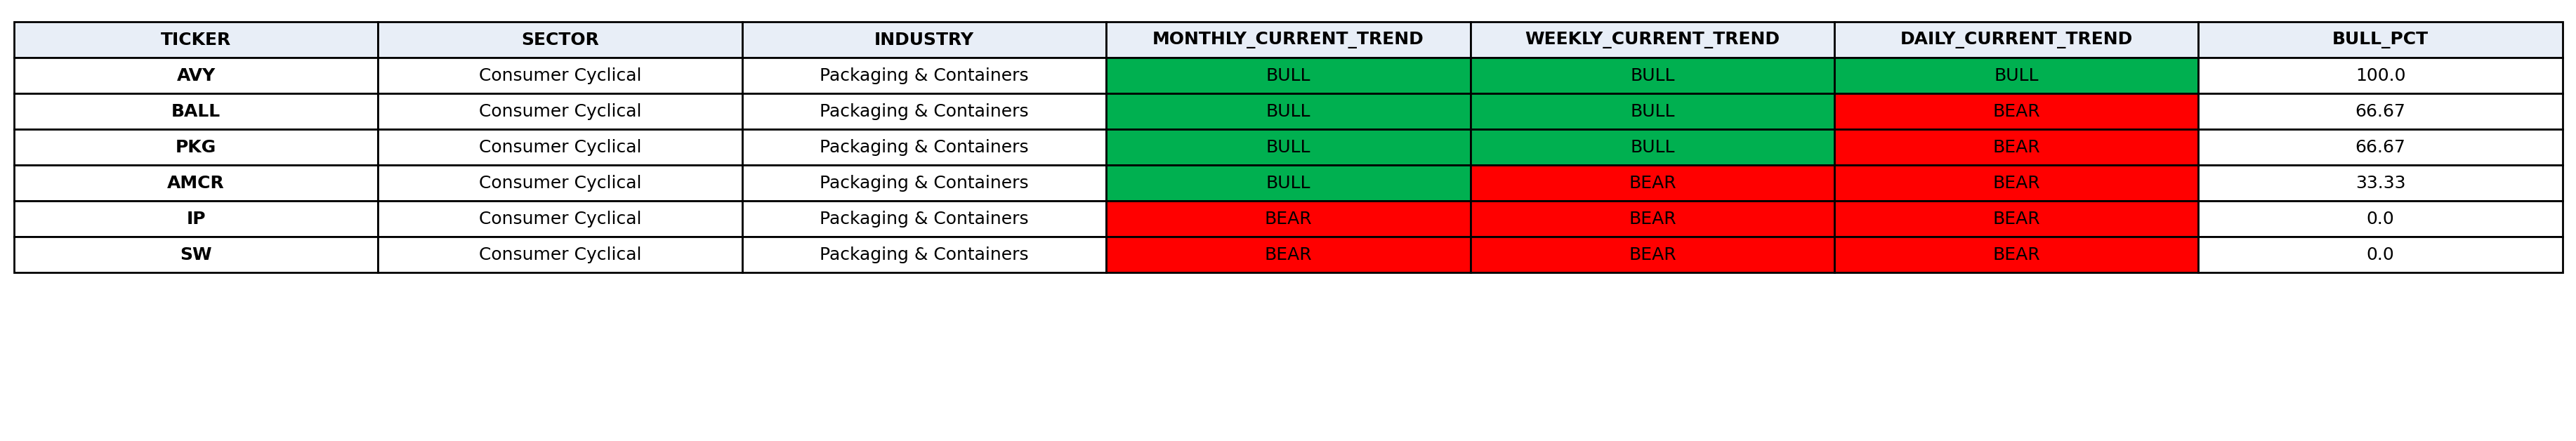 TICKER SECTOR INDUSTRY MONTHLY_CURRENT_TREND WEEKLY_CURRENT_TREND DAILY_CURRENT_TREND BULL_PCT
AVY Consumer Cyclical Packaging & Containers BULL BULL BULL 100.0
BALL Consumer Cyclical Packaging & Containers BULL BULL BEAR 66.67
PKG Consumer Cyclical Packaging & Containers BULL BULL BEAR 66.67
AMCR Consumer Cyclical Packaging & Containers BULL BEAR BEAR 33.33
IP Consumer Cyclical Packaging & Containers BEAR BEAR BEAR 0.0
SW Consumer Cyclical Packaging & Containers BEAR BEAR BEAR 0.0